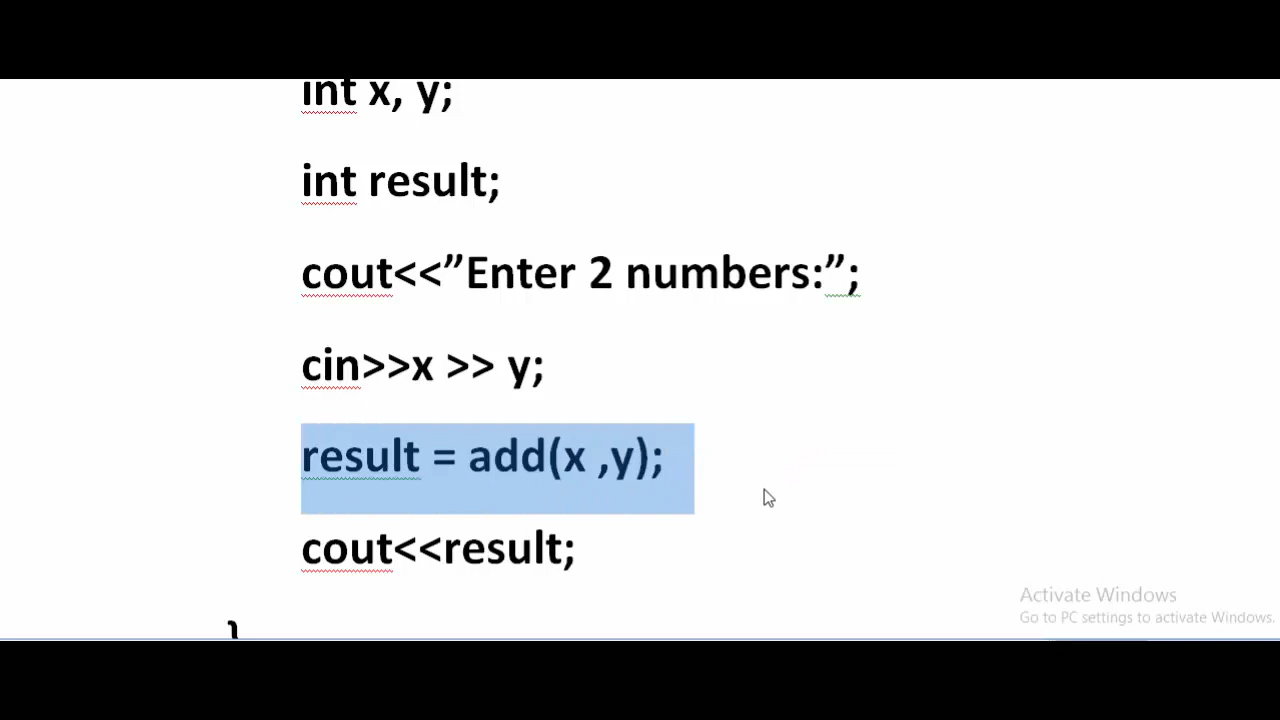 int x, y;
int result;
cout<<”Enter 2 numbers:”;
cin>>x >> y;
result = add(x ,y);
cout<<result;
}
Activate Windows
Go to PC settings to activate Windows.